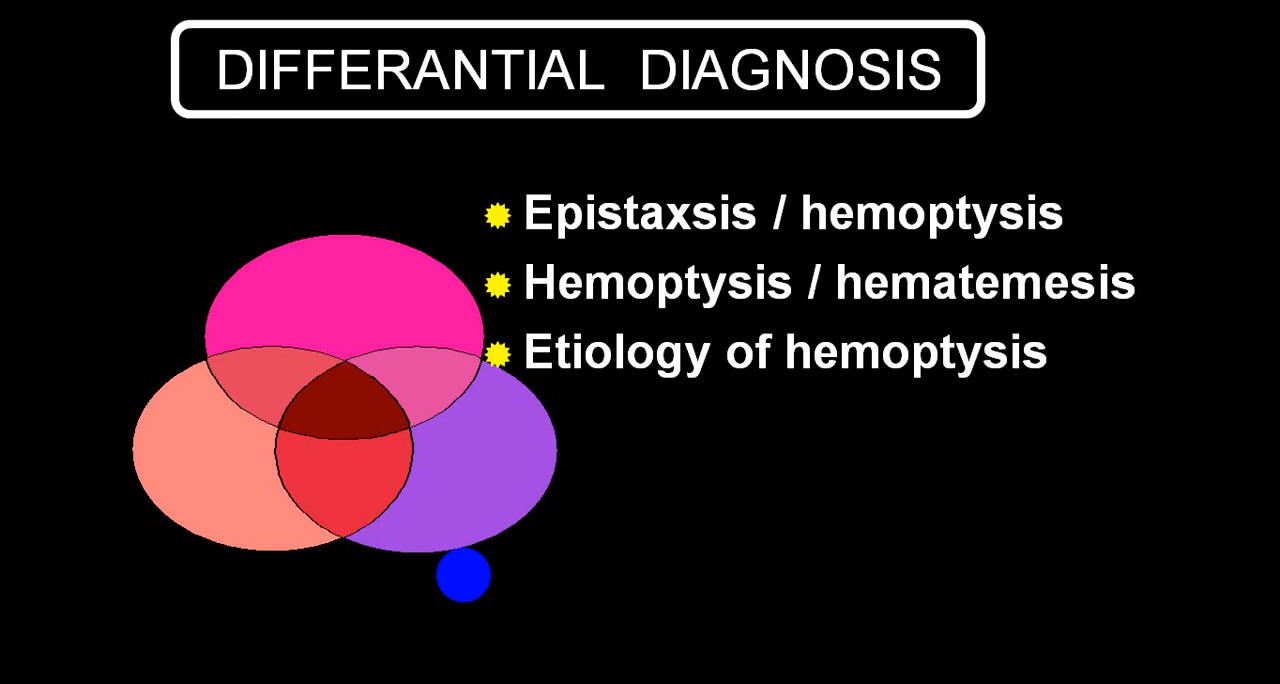 DIFFERANTIAL DIAGNOSIS
Epistaxsis / hemoptysis
Hemoptysis / hematemesis
Etiology of hemoptysis